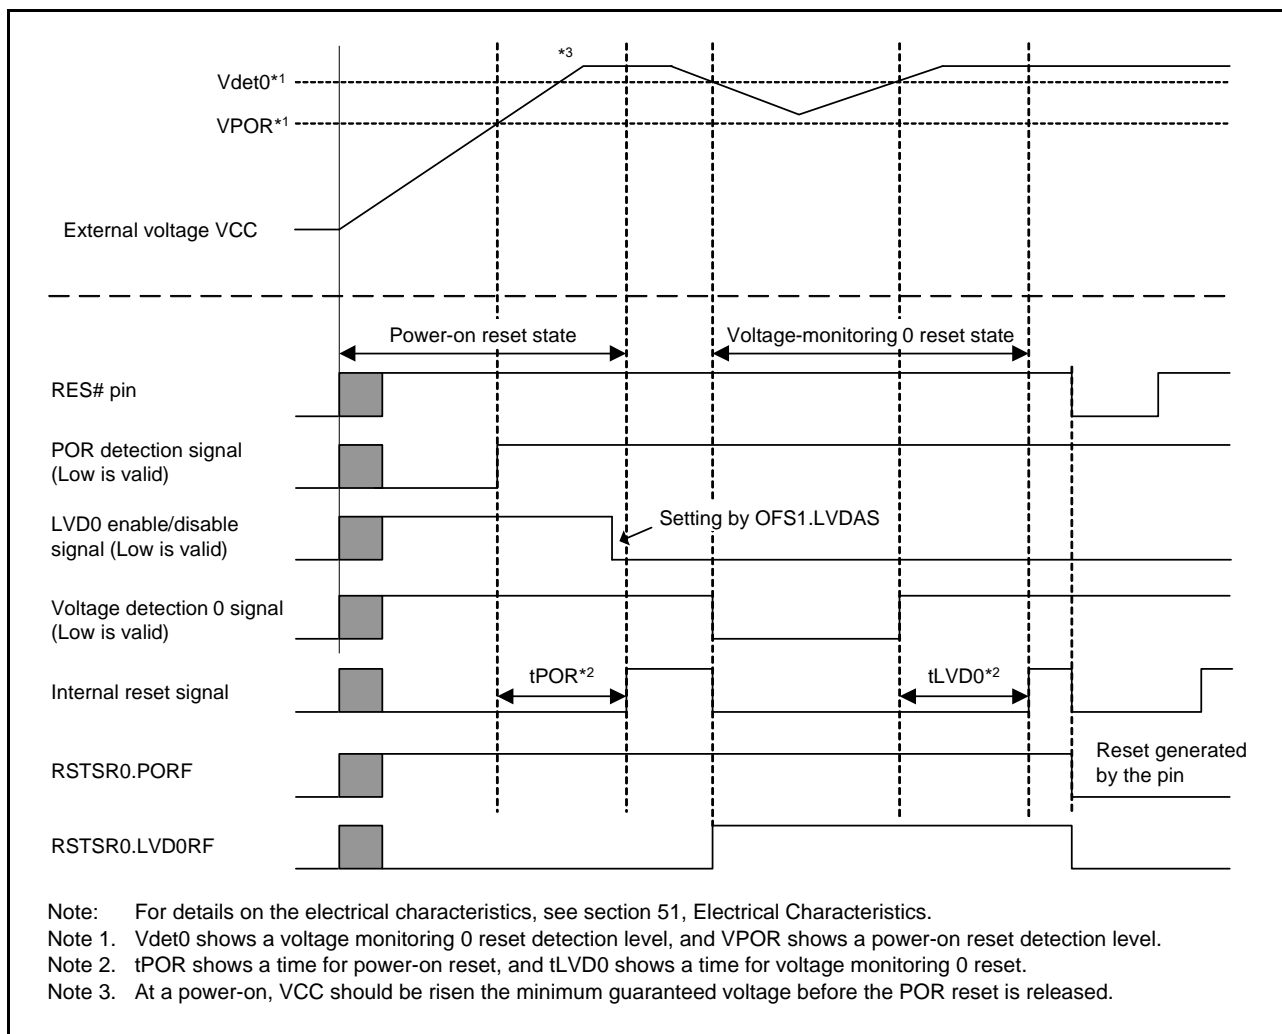 *3
Vdet0*1
VPOR*1
External voltage VCC
Power-on reset state
Voltage-monitoring 0 reset state
RES# pin
POR detection signal
(Low is valid)
LVD0 enable/disable
signal (Low is valid)
Setting by OFS1.LVDAS
Voltage detection 0 signal
(Low is valid)
Internal reset signal
tPOR*2
tLVD0*2
RSTSR0.PORF
Reset generated
by the pin
RSTSR0.LVD0RF
Note: For details on the electrical characteristics, see section 51, Electrical Characteristics.
Note 1. Vdet0 shows a voltage monitoring 0 reset detection level, and VPOR shows a power-on reset detection level.
Note 2. tPOR shows a time for power-on reset, and tLVD0 shows a time for voltage monitoring 0 reset.
Note 3. At a power-on, VCC should be risen the minimum guaranteed voltage before the POR reset is released.